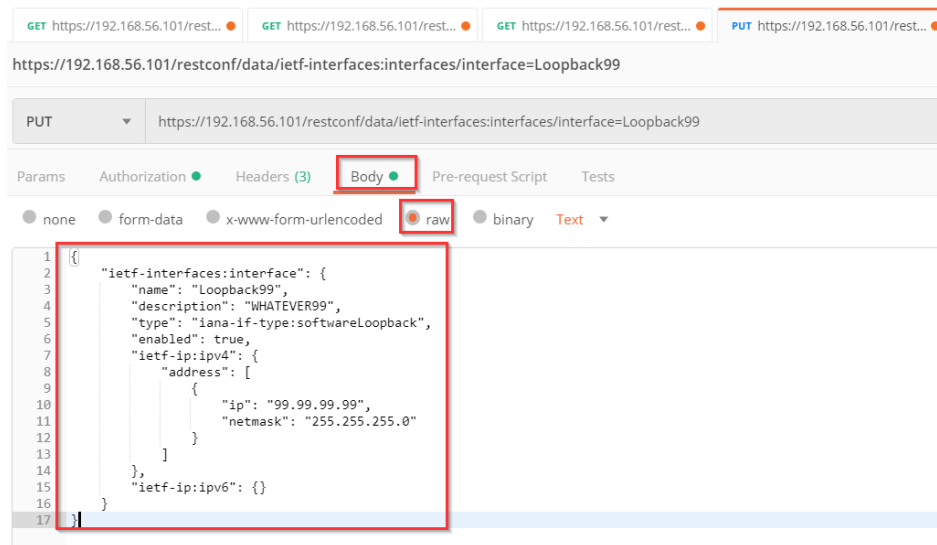 GET https://192.168.56.101/rest... GET https://192.168.56.101/rest... GET https://192.168.56.101/rest... PUT https://192.168.56.101/rest...
https://192.168.56.101/restconf/data/ietf-interfaces:interfaces/interface=Loopback99
PUT https://192.168.56.101/restconf/data/ietf-interfaces:interfaces/interface=Loopback99
Params Authorization Headers (3) Body Pre-request Script Tests
none form-data x-www-form-urlencoded raw binary Text
1 {
2 "ietf-interfaces:interface": {
3 "name": "Loopback99",
4 "description": "WHATEVER99",
5 "type": "iana-if-type:softwareLoopback",
6 "enabled": true,
7 "ietf-ip:ipv4": {
8 "address": [
9 {
10 "ip": "99.99.99.99",
11 "netmask": "255.255.255.0"
12 }
13 ]
14 },
15 "ietf-ip:ipv6": {}
16 }
17 }